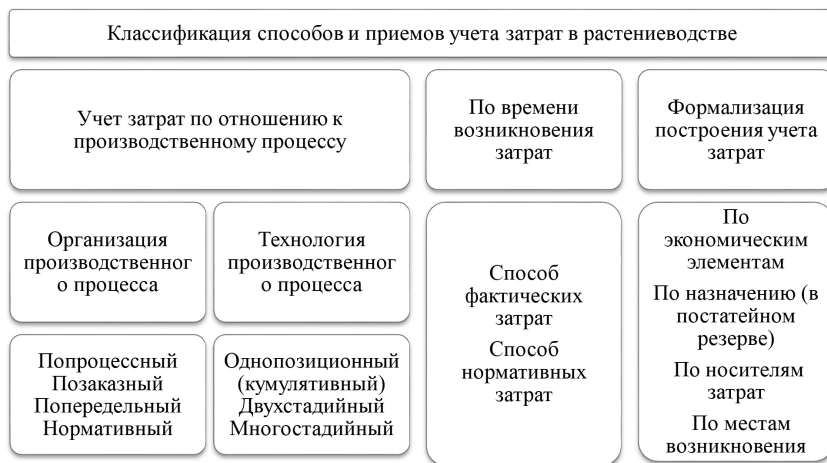 Классификация способов и приемов учета затрат в растениеводстве
Учет затрат по отношению к
производственному процессу
По времени
возникновения
затрат
Формализация
построения учета
затрат
Организация
производственног
о процесса
Технология
производственног
о процесса
Попроцессный
Позаказный
Попередельный
Нормативный
Однопозиционный
(кумулятивный)
Двухстадийный
Многостадийный
Способ
фактических
затрат
Способ
нормативных
затрат
По
экономическим
элементам
По назначению (в
постатейном
резерве)
По носителям
затрат
По местам
возникновения